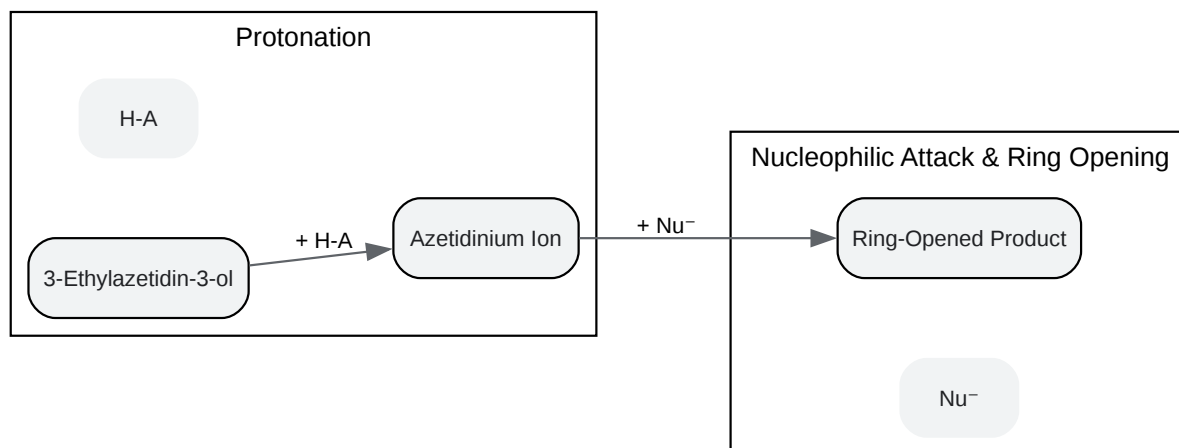 Protonation
H-A
3-Ethylazetidin-3-ol
+ H-A
Azetidinium Ion
+ Nu⁻
Nucleophilic Attack & Ring Opening
Ring-Opened Product
Nu⁻